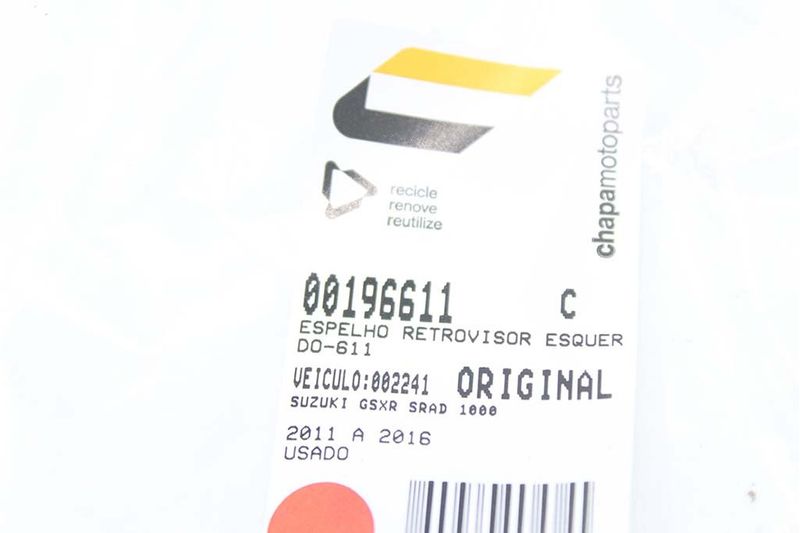 chapamotoparts
recicle
renove
reutilize
00196611 C
ESPELHO RETROVISOR ESQUER
DO-611
VEICULO:002241 ORIGINAL
SUZUKI GSXR SRAD 1000
2011 A 2016
USADO